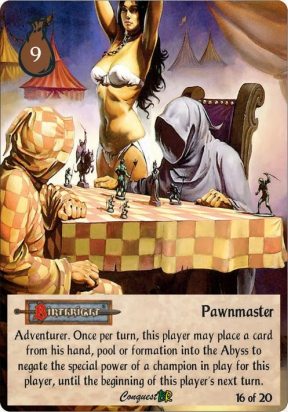 9
BIRTHRIGHT
Pawnmaster
Adventurer. Once per turn, this player may place a card
from his hand, pool or formation into the Abyss to
negate the special power of a champion in play for this
player, until the beginning of this player's next turn.
Conquest
16 of 20